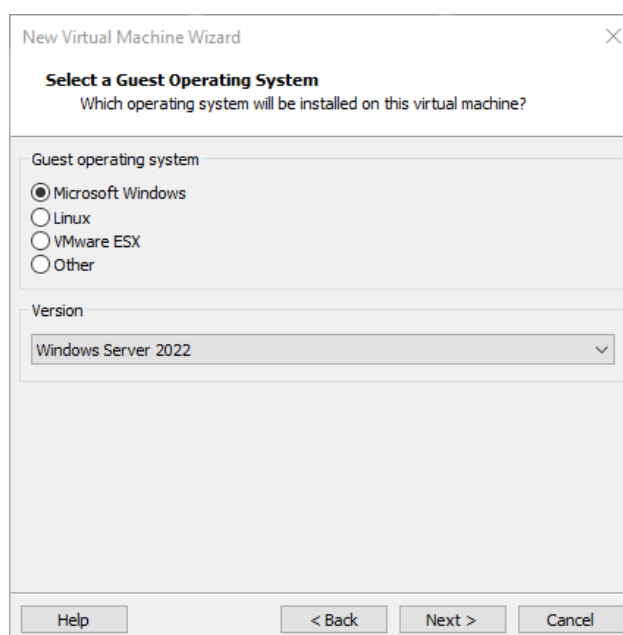 New Virtual Machine Wizard
Select a Guest Operating System
Which operating system will be installed on this virtual machine?
Guest operating system
Microsoft Windows
Linux
VMware ESX
Other
Version
Windows Server 2022
Help < Back Next > Cancel